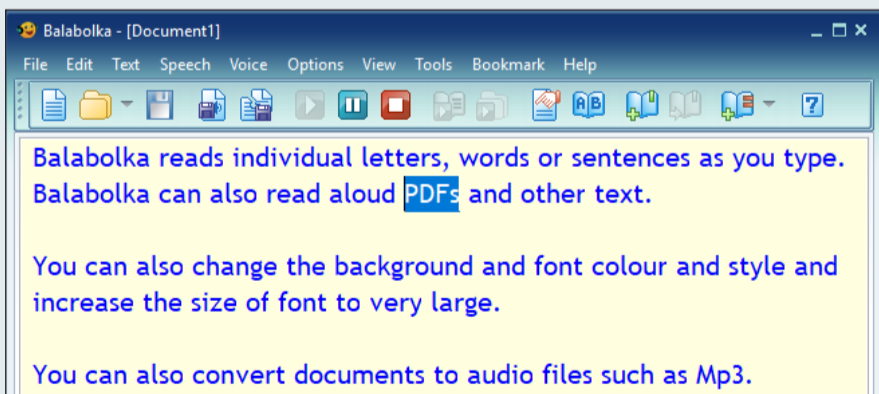 Balabolka - [Document1]
File Edit Text Speech Voice Options View Tools Bookmark Help
A B ?
Balabolka reads individual letters, words or sentences as you type.
Balabolka can also read aloud PDFs and other text.
You can also change the background and font colour and style and
increase the size of font to very large.
You can also convert documents to audio files such as Mp3.